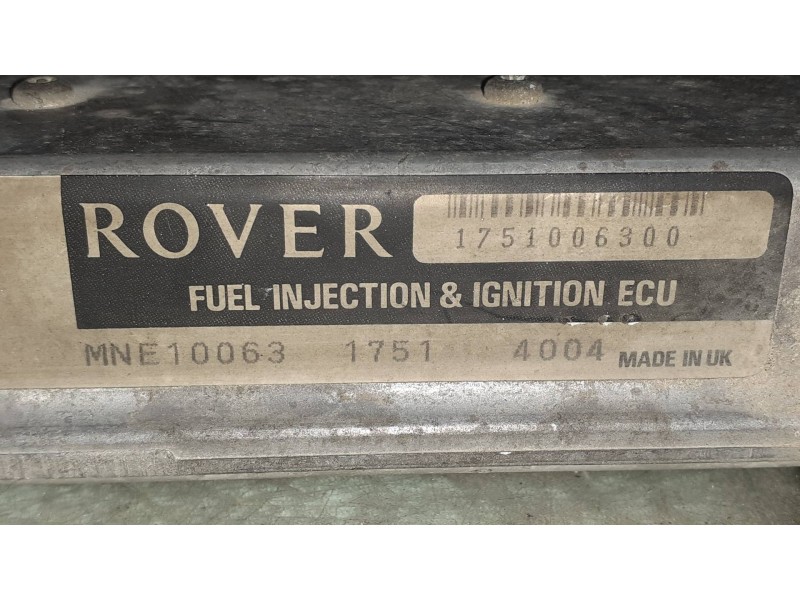 ROVER
1751006300
FUEL INJECTION & IGNITION ECU
MNE10063 1751 4004 MADE IN UK